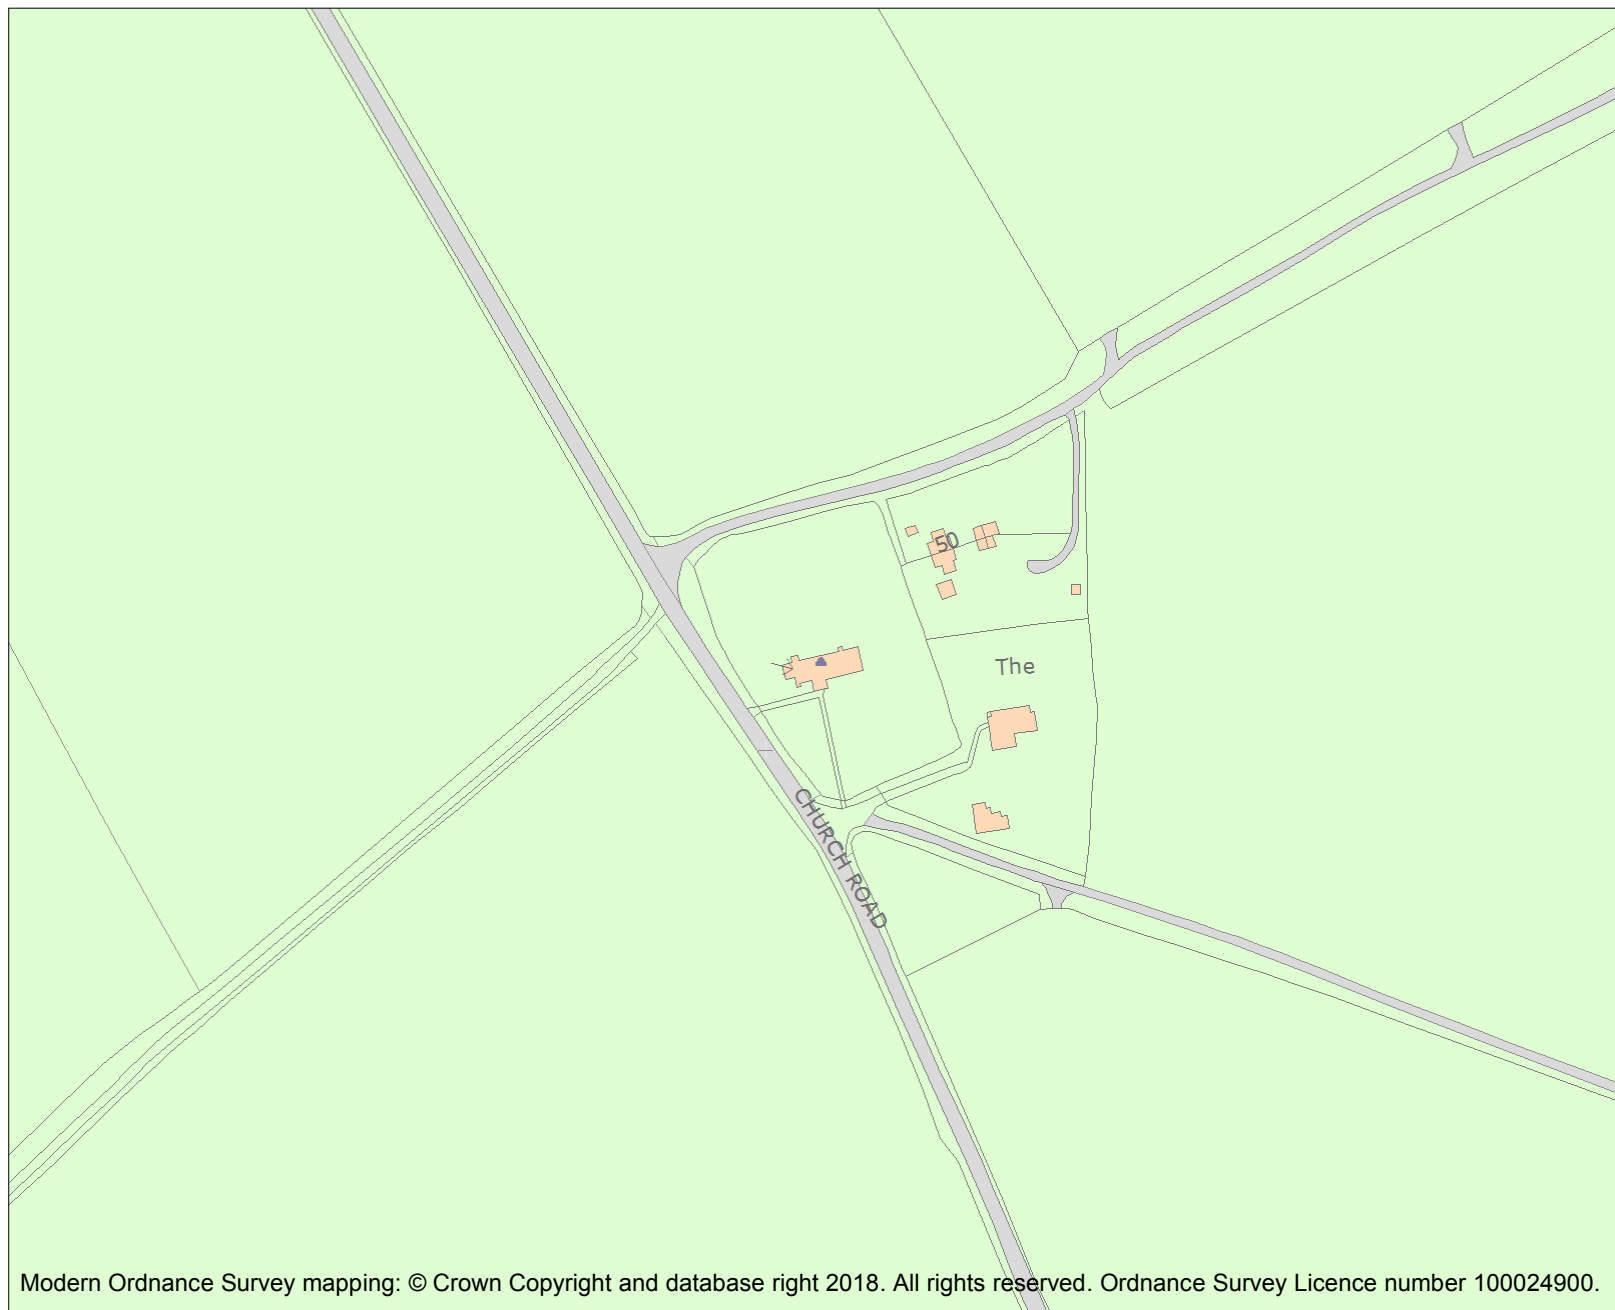 50
The
CHURCH ROAD
Modern Ordnance Survey mapping: © Crown Copyright and database right 2018. All rights reserved. Ordnance Survey Licence number 100024900.